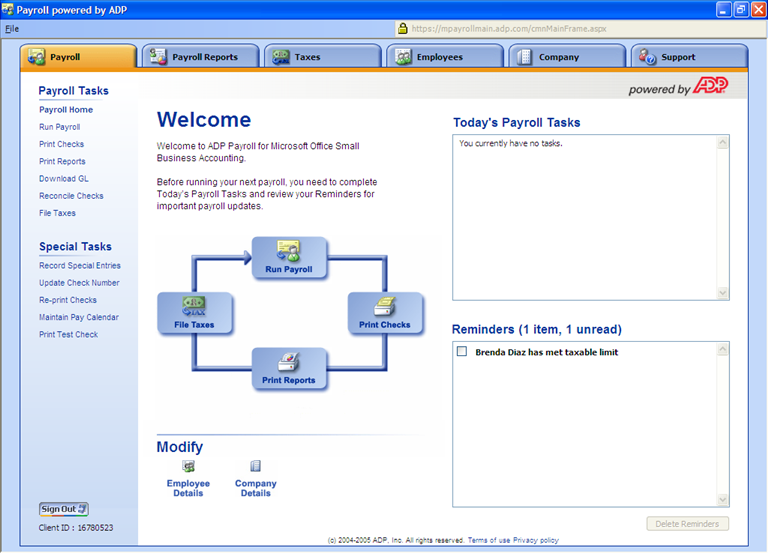 Payroll powered by ADP
File
https://mpayrollmain.adp.com/cmnMainFrame.aspx
Payroll
Payroll Reports
Taxes
Employees
Company
Support
powered by ADP
Payroll Tasks
Payroll Home
Run Payroll
Print Checks
Print Reports
Download GL
Reconcile Checks
File Taxes
Special Tasks
Record Special Entries
Update Check Number
Re-print Checks
Maintain Pay Calendar
Print Test Check
Sign Out
Client ID : 16780523
Welcome
Welcome to ADP Payroll for Microsoft Office Small
Business Accounting.
Before running your next payroll, you need to complete
Today's Payroll Tasks and review your Reminders for
important payroll updates.
Run Payroll
File Taxes
Print Checks
Print Reports
Modify
Employee
Details
Company
Details
Today's Payroll Tasks
You currently have no tasks.
Reminders (1 item, 1 unread)
Brenda Diaz has met taxable limit
Delete Reminders
(c) 2004-2005 ADP, Inc. All rights reserved. Terms of use Privacy policy